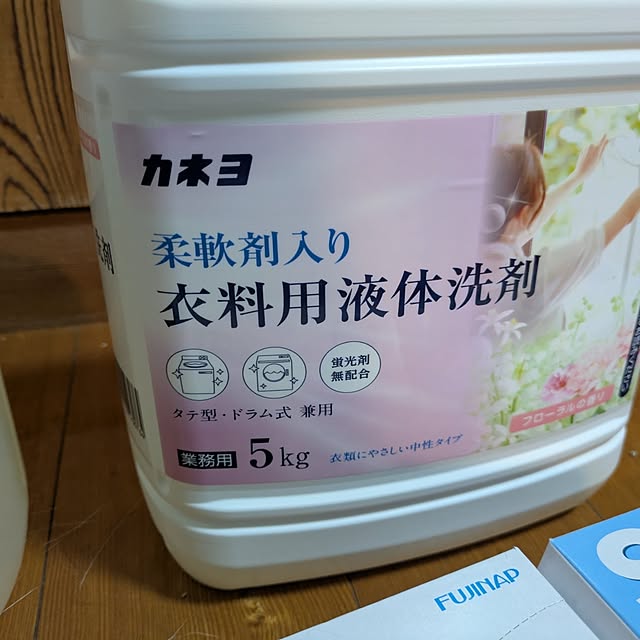 カネヨ
柔軟剤入り
衣料用液体洗剤
蛍光剤
無配合
タテ型・ドラム式 兼用
業務用 5kg
衣類にやさしい中性タイプ
フローラルの香り
FUJINAP